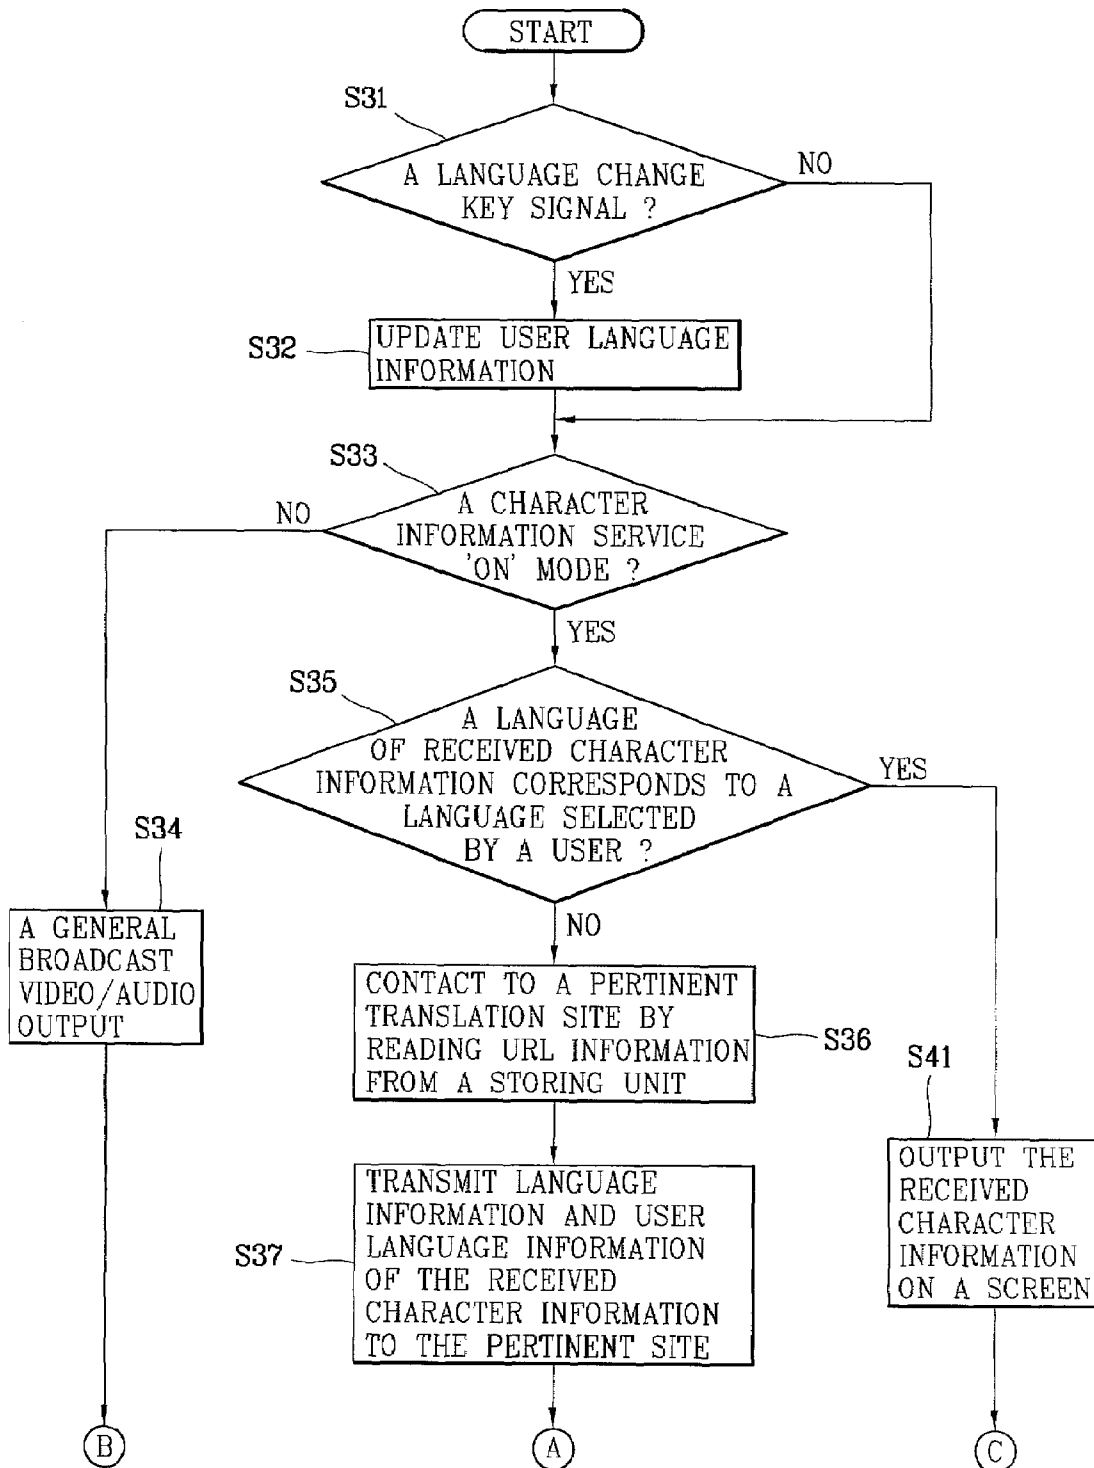 START
S31
A LANGUAGE CHANGE
KEY SIGNAL ?
NO
YES
S32
UPDATE USER LANGUAGE
INFORMATION
S33
A CHARACTER
INFORMATION SERVICE
'ON' MODE ?
NO
YES
S35
A LANGUAGE
OF RECEIVED CHARACTER
INFORMATION CORRESPONDS TO A
LANGUAGE SELECTED
BY A USER ?
YES
NO
S34
A GENERAL
BROADCAST
VIDEO/AUDIO
OUTPUT
CONTACT TO A PERTINENT
TRANSLATION SITE BY
READING URL INFORMATION
FROM A STORING UNIT
S36
S41
OUTPUT THE
RECEIVED
CHARACTER
INFORMATION
ON A SCREEN
S37
TRANSMIT LANGUAGE
INFORMATION AND USER
LANGUAGE INFORMATION
OF THE RECEIVED
CHARACTER INFORMATION
TO THE PERTINENT SITE
B
A
C